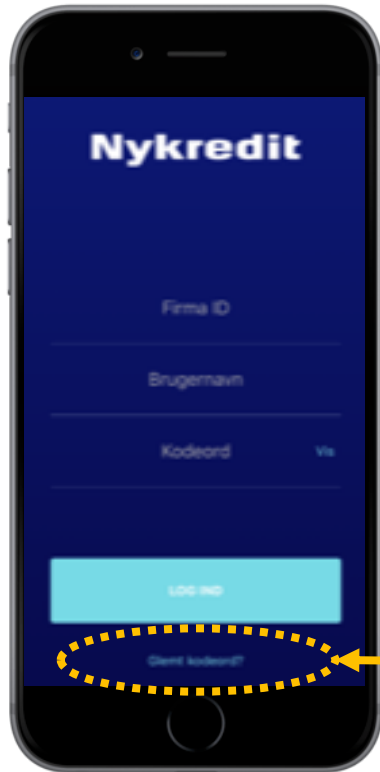 Nykredit
Firma ID
Brugernavn
Kodeord Vis
LOG IND
Glemt kodeord?